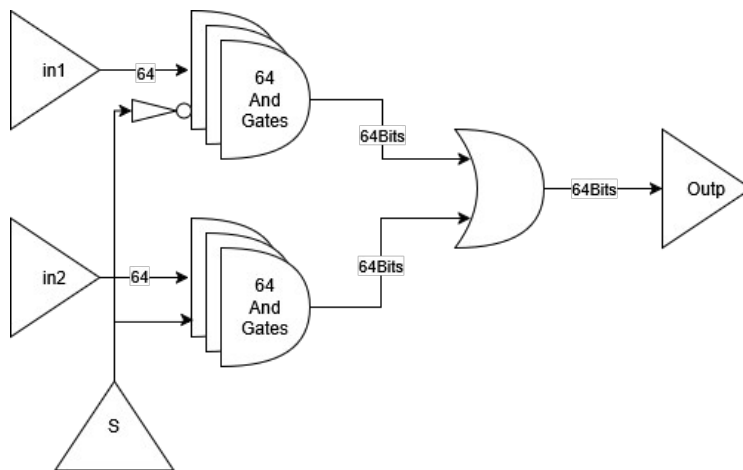 in1
64
64
And
Gates
64Bits
64Bits
Outp
in2
64
64
And
Gates
64Bits
S